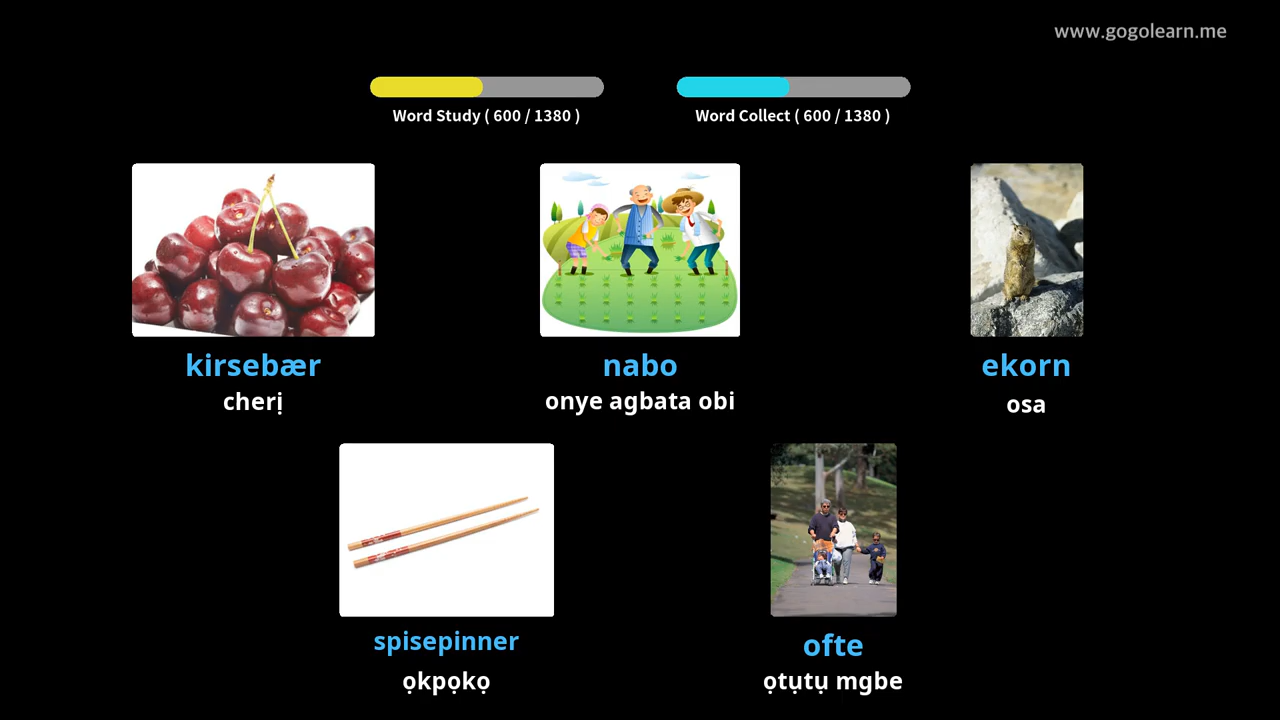 www.gogolearn.me
Word Study ( 600 / 1380 )
Word Collect ( 600 / 1380 )
kirsebær
cherị
nabo
onye agbata obi
ekorn
osa
spisepinner
ọkpọkọ
ofte
ọtụtụ mgbe